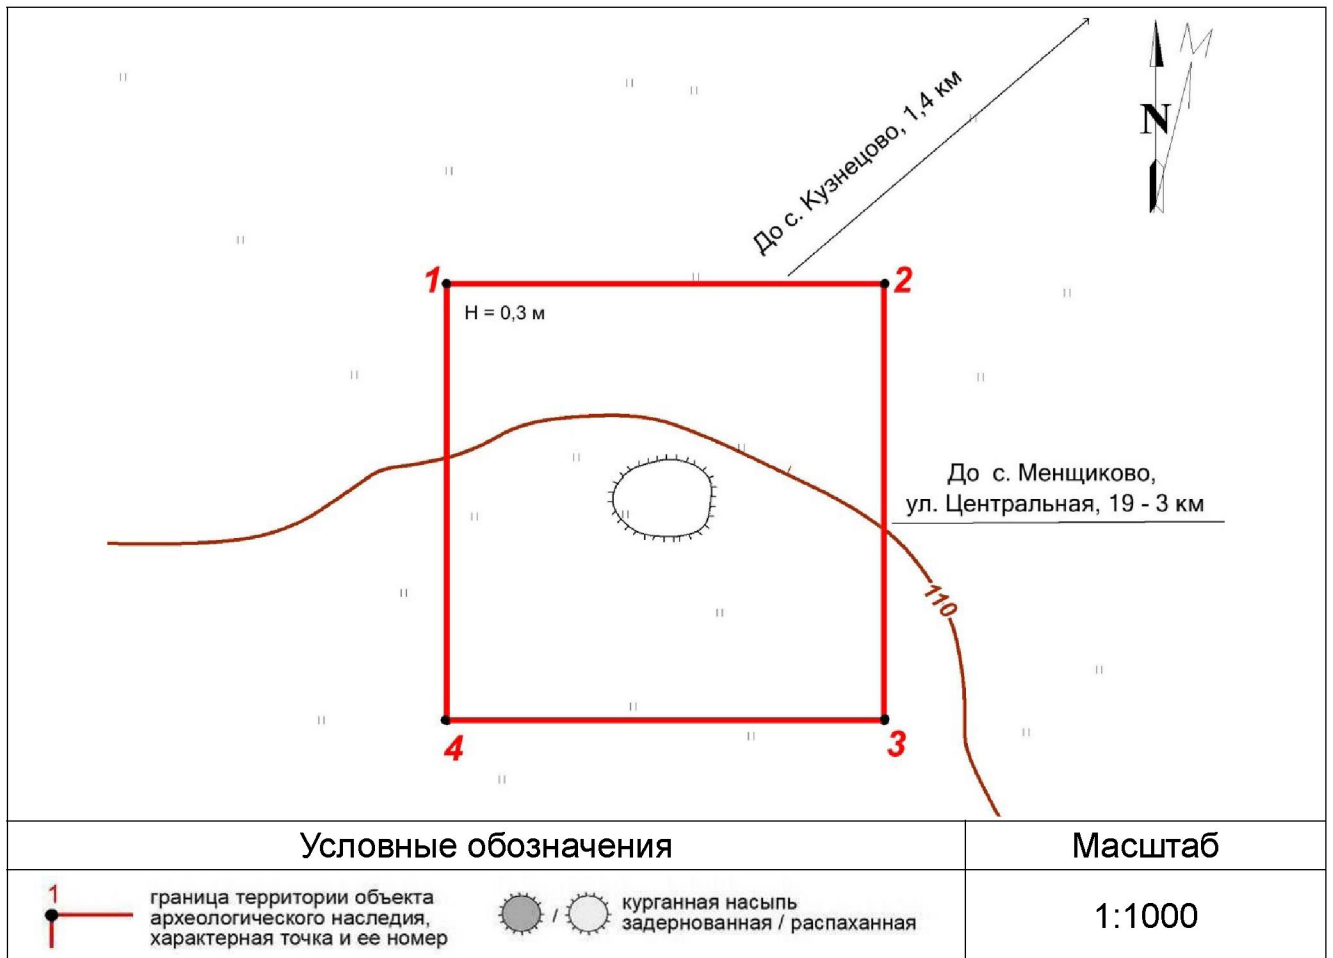 До с. Кузнецово, 1,4 км
N
M
1
2
H = 0,3 м
До с. Менщиково,
ул. Центральная, 19 - 3 км
110
4
3
Условные обозначения
Масштаб
1
граница территории объекта
археологического наследия,
характерная точка и ее номер
/
курганная насыпь
задернованная / распаханная
1:1000